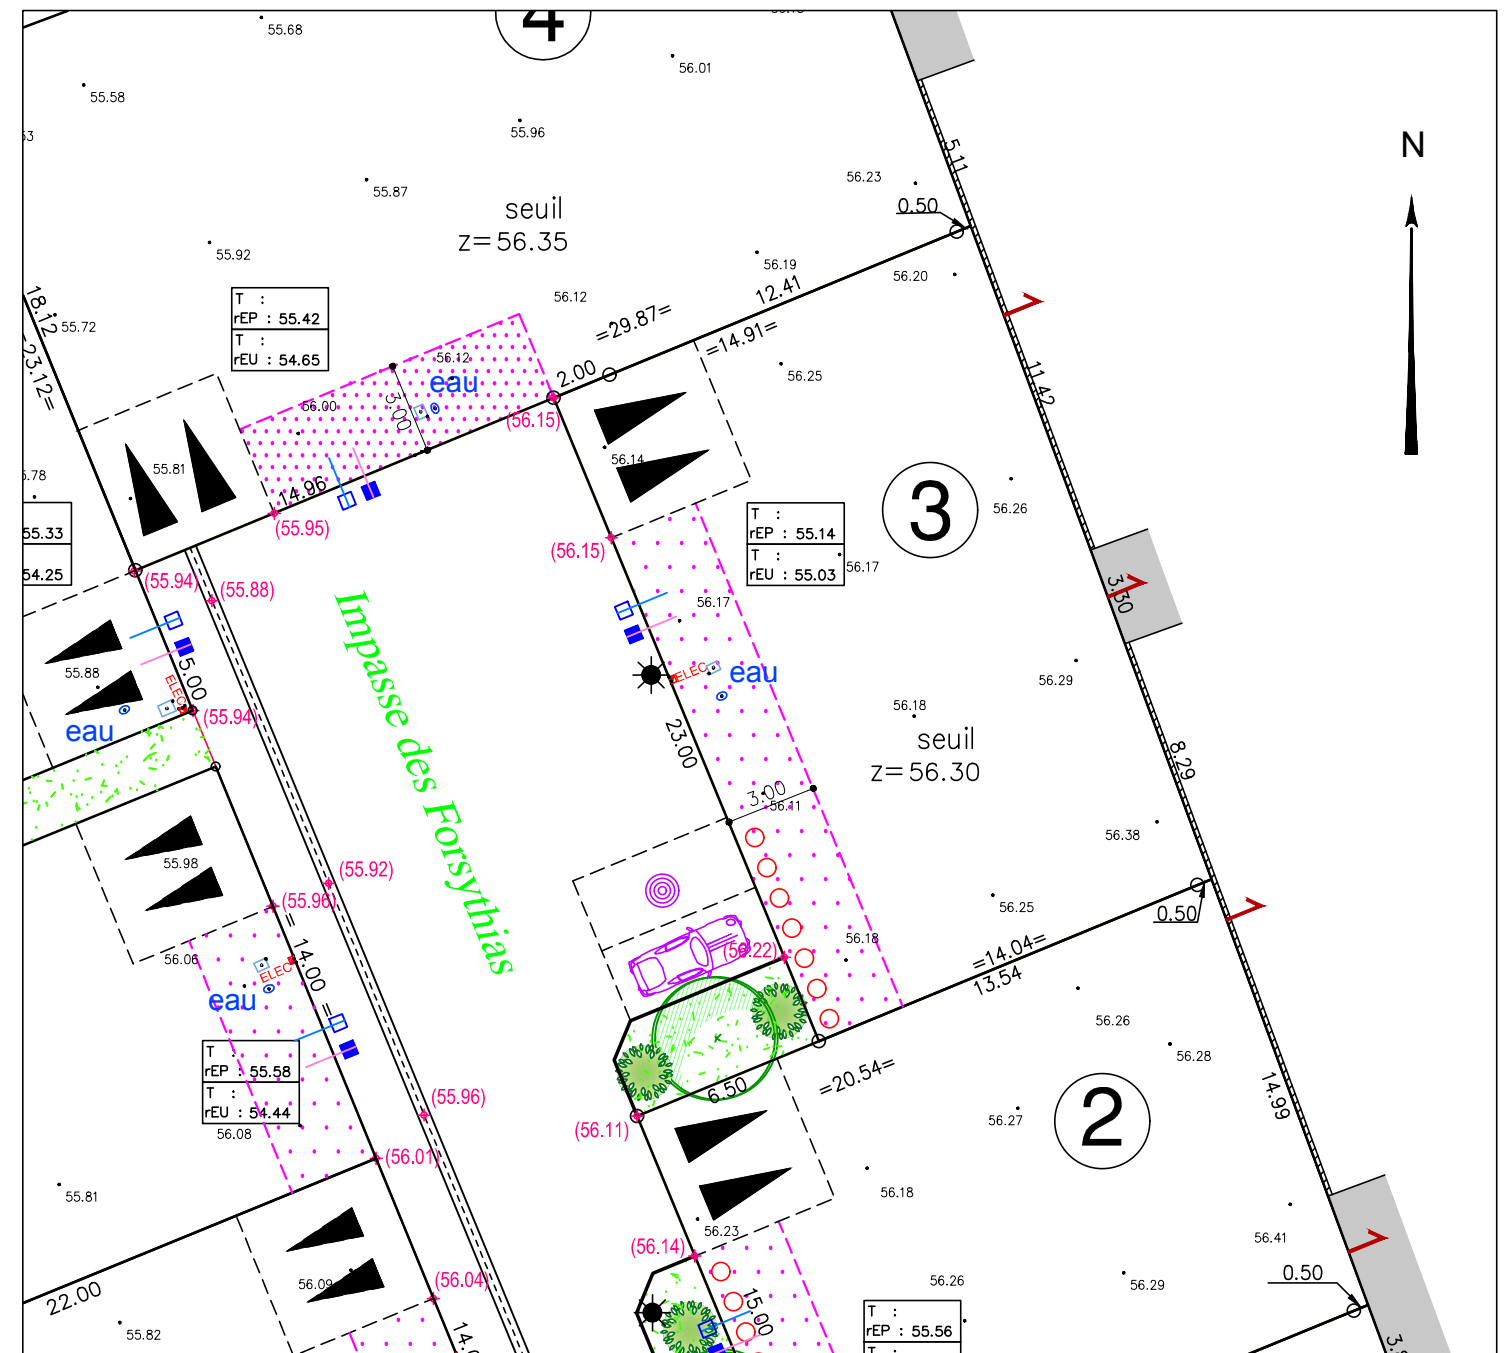 4
55.68
56.01
55.58
55.96
5.11
N
55.87
56.23
0.50
seuil
z=56.35
55.92
56.19
56.20
12.41
56.12
=29.87=
=14.91=
18.12
=23.12=
55.72
T :
rEP : 55.42
T :
rEU : 54.65
56.12
eau
2.00
56.25
11.42
56.00
3.00
(56.15)
56.14
55.81
14.96
(55.95)
3
56.26
55.33
54.25
(56.15)
T :
rEP : 55.14
T :
rEU : 55.03
56.17
(55.94)
(55.88)
56.17
3.30
55.88
5.00
ELEC
(55.94)
eau
Impasse des Forsythias
ELEC
eau
56.29
56.18
23.00
seuil
z=56.30
8.29
3.00
56.11
56.38
55.98
(55.92)
(55.96)
56.25
0.50
56.06
= 14.00 =
ELEC
eau
(56.22)
56.18
=14.04=
13.54
56.26
56.28
T :
rEP : 55.58
T :
rEU : 54.44
56.08
(55.96)
6.50
=20.54=
(56.11)
2
56.27
14.99
(56.01)
55.81
56.18
56.23
(56.14)
56.41
22.00
56.09
(56.04)
56.26
56.29
0.50
15.00
55.82
T :
rEP : 55.56
T :